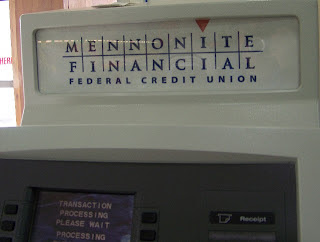 MENNONITE
FINANCIAL
FEDERAL CREDIT UNION
TRANSACTION
PROCESSING
PLEASE WAIT
PROCESSING
Receipt